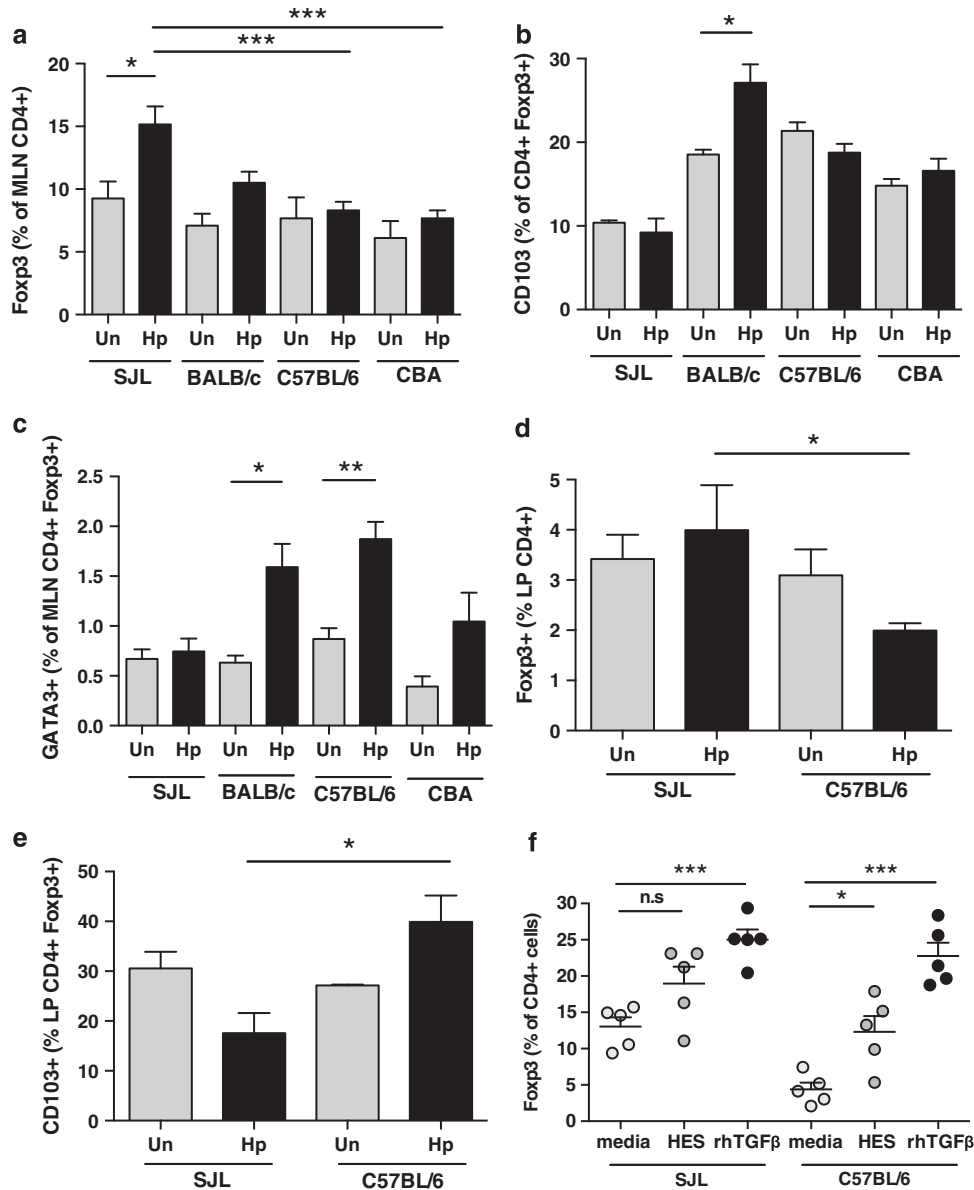 a
***
***
*
Foxp3 (% of MLN CD4+)
20
15
10
5
0
Un Hp Un Hp Un Hp Un Hp
SJL BALB/c C57BL/6 CBA
b
*
CD103 (% of CD4+ Foxp3+)
30
20
10
0
Un Hp Un Hp Un Hp Un Hp
SJL BALB/c C57BL/6 CBA
c
* **
GATA3+ (% of MLN CD4+ Foxp3+)
2.5
2.0
1.5
1.0
0.5
0.0
Un Hp Un Hp Un Hp Un Hp
SJL BALB/c C57BL/6 CBA
d
*
Foxp3+ (% LP CD4+)
5
4
3
2
1
0
Un Hp Un Hp
SJL C57BL/6
e
*
CD103+ (% LP CD4+ Foxp3+)
50
40
30
20
10
0
Un Hp Un Hp
SJL C57BL/6
f
*** ***
n.s *
Foxp3 (% of CD4+ cells)
30
25
20
15
10
5
0
media HES rhTGFβ media HES rhTGFβ
SJL C57BL/6